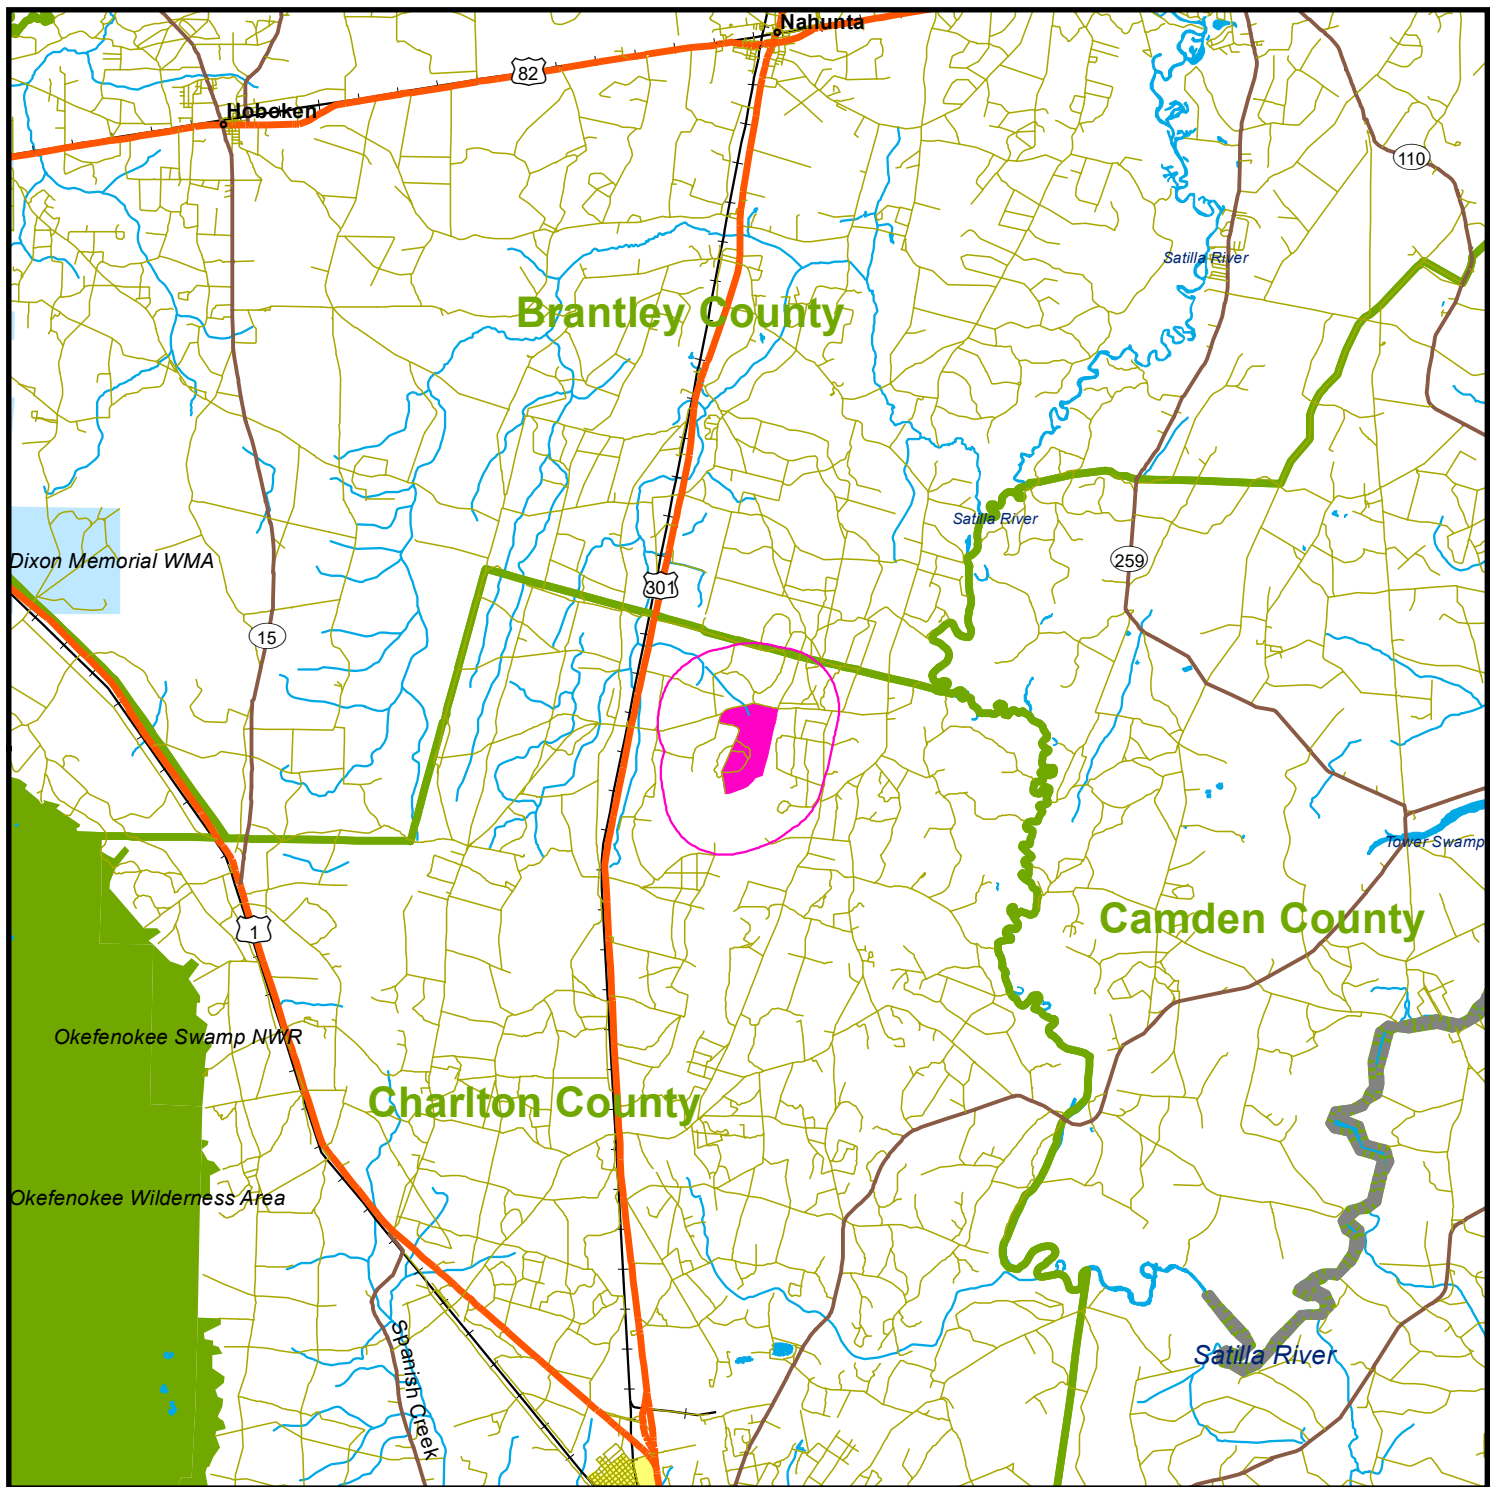 Nahunta
82
Hoboken
110
Satilla River
Brantley County
Satilla River
Dixon Memorial WMA
259
301
15
Tower Swamp
Camden County
1
Okefenokee Swamp NWR
Charlton County
Okefenokee Wilderness Area
Satilla River
Spanish Creek